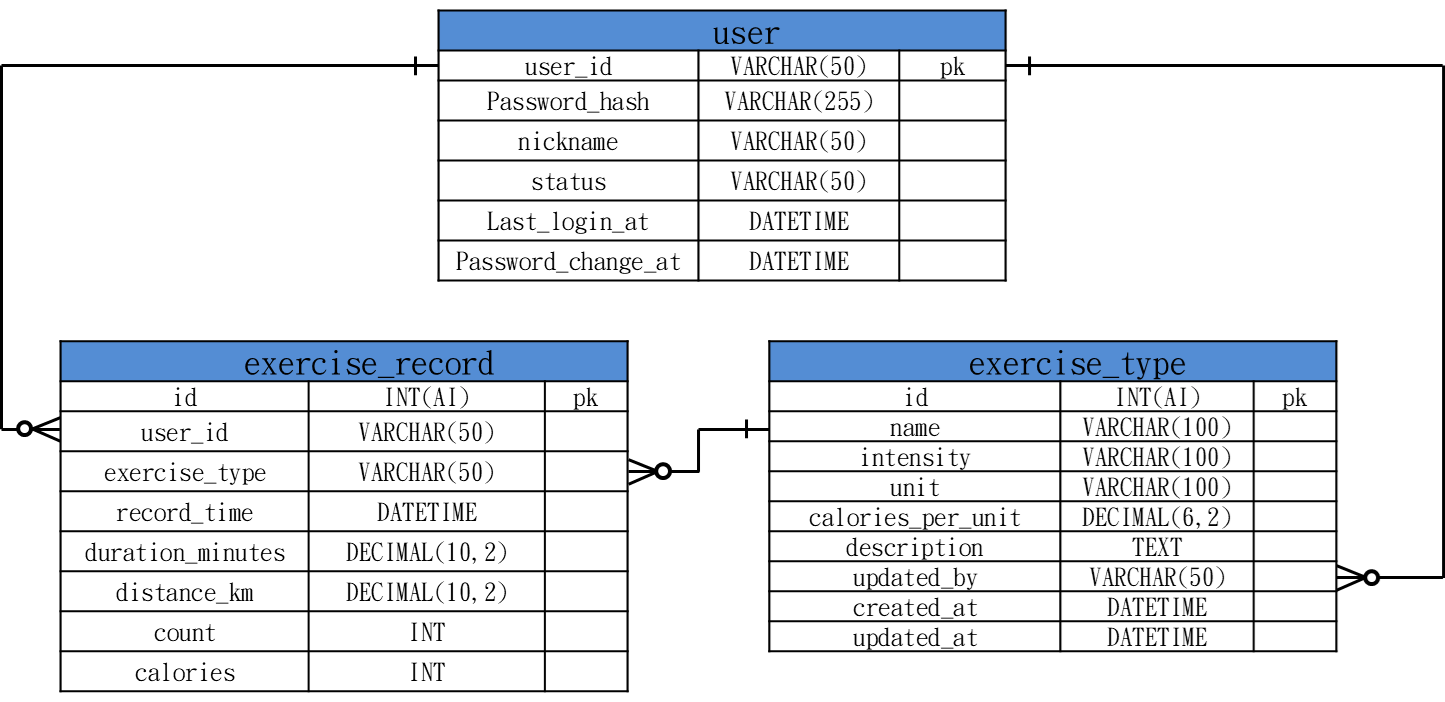 user
user_id VARCHAR(50) pk
Password_hash VARCHAR(255)
nickname VARCHAR(50)
status VARCHAR(50)
Last_login_at DATETIME
Password_change_at DATETIME
exercise_record
id INT(AI) pk
user_id VARCHAR(50)
exercise_type VARCHAR(50)
record_time DATETIME
duration_minutes DECIMAL(10,2)
distance_km DECIMAL(10,2)
count INT
calories INT
exercise_type
id INT(AI) pk
name VARCHAR(100)
intensity VARCHAR(100)
unit VARCHAR(100)
calories_per_unit DECIMAL(6,2)
description TEXT
updated_by VARCHAR(50)
created_at DATETIME
updated_at DATETIME